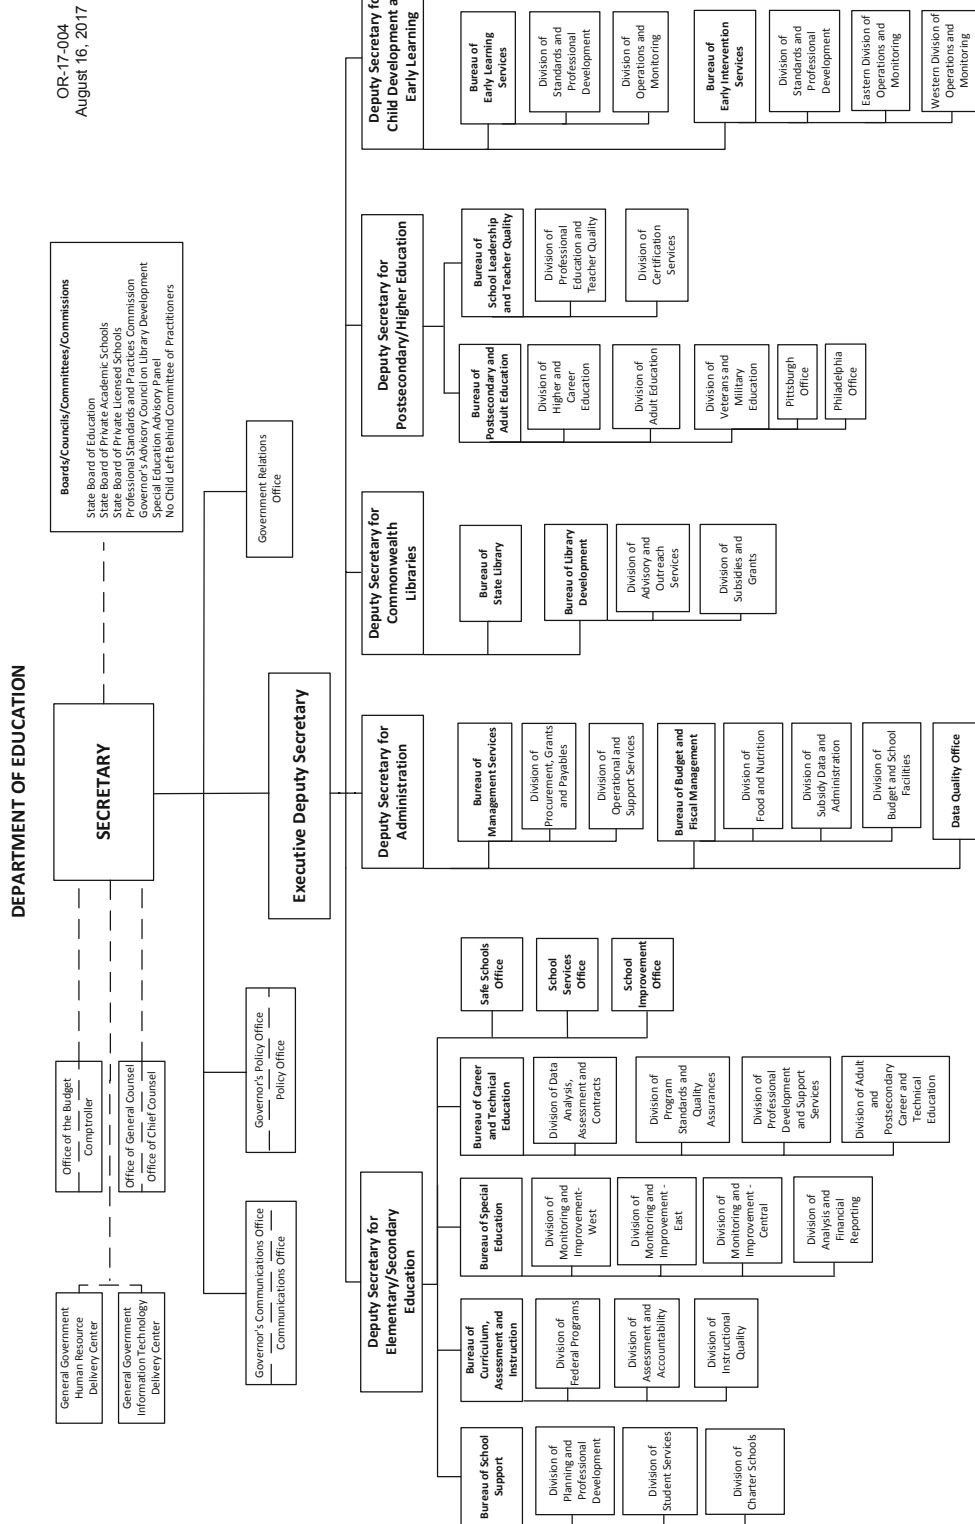 OR-17-004
August 16, 2017
DEPARTMENT OF EDUCATION
SECRETARY
Boards/Councils/Committees/Commissions
State Board of Education
State Board of Private Academic Schools
State Board of Private Licensed Schools
Professional Standards and Practices Commission
Governor's Advisory Council on Library Development
Special Education Advisory Panel
No Child Left Behind Committee of Practitioners
Office of the Budget
Comptroller
Office of General Counsel
Office of Chief Counsel
General Government
Human Resource
Delivery Center
General Government
Information Technology
Delivery Center
Governor's Communications Office
Communications Office
Governor's Policy Office
Policy Office
Government Relations
Office
Executive Deputy Secretary
Deputy Secretary for
Elementary/Secondary
Education
Bureau of School
Support
Division of
Planning and
Professional
Development
Division of
Student Services
Division of
Charter Schools
Bureau of
Curriculum,
Assessment and
Instruction
Division of
Federal Programs
Division of
Assessment and
Accountability
Division of
Instructional
Quality
Bureau of Special
Education
Division of
Monitoring and
Improvement-
West
Division of
Monitoring and
Improvement -
East
Division of
Monitoring and
Improvement -
Central
Division of
Analysis and
Financial
Reporting
Bureau of Career
and Technical
Education
Division of Data
Analysis,
Assessment and
Contracts
Division of
Program
Standards and
Quality
Assurances
Division of
Professional
Development
and Support
Services
Division of Adult
and
Postsecondary
Career and
Technical
Education
Safe Schools
Office
School
Services
Office
School
Improvement
Office
Deputy Secretary for
Administration
Bureau of
Management Services
Division of
Procurement, Grants
and Payables
Division of
Operational and
Support Services
Bureau of Budget and
Fiscal Management
Division of
Food and Nutrition
Division of
Subsidy Data and
Administration
Division of
Budget and School
Facilities
Data Quality Office
Deputy Secretary for
Commonwealth
Libraries
Bureau of
State Library
Bureau of Library
Development
Division of
Advisory and
Outreach
Services
Division of
Subsidies and
Grants
Deputy Secretary for
Postsecondary/Higher Education
Bureau of
Postsecondary and
Adult Education
Division of
Higher and
Career
Education
Division of
Adult Education
Division of
Veterans and
Military
Education
Pittsburgh
Office
Philadelphia
Office
Bureau of
School Leadership
and Teacher Quality
Division of
Professional
Education and
Teacher Quality
Division of
Certification
Services
Deputy Secretary fo
Child Development a
Early Learning
Bureau of
Early Learning
Services
Division of
Standards and
Professional
Development
Division of
Operations and
Monitoring
Bureau of
Early Intervention
Services
Division of
Standards and
Professional
Development
Eastern Division of
Operations and
Monitoring
Western Division of
Operations and
Monitoring